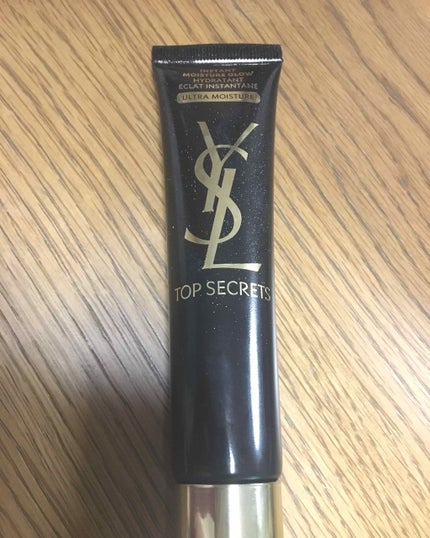 INSTANT
MOISTURE GLOW
HYDRATANT
ÉCLAT INSTANTANÉ
ULTRA MOISTURE
YSL
TOP SECRETS